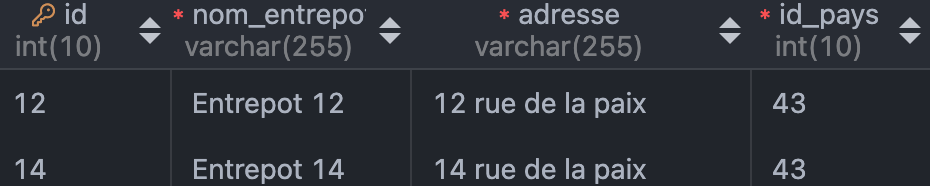 id * nom_entrepo * adresse * id_pays
int(10) varchar(255) varchar(255) int(10)
12 Entrepot 12 12 rue de la paix 43
14 Entrepot 14 14 rue de la paix 43